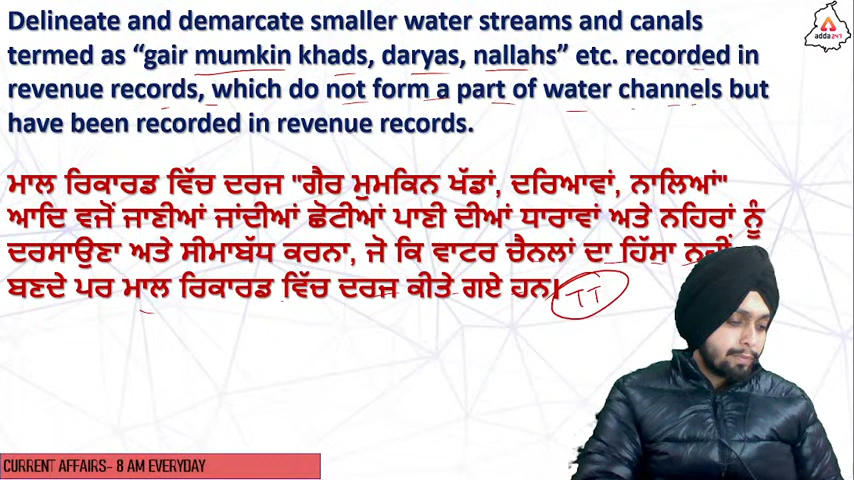 Delineate and demarcate smaller water streams and canals
termed as “gair mumkin khads, daryas, nallahs” etc. recorded in
revenue records, which do not form a part of water channels but
have been recorded in revenue records.
ਮਾਲ ਰਿਕਾਰਡ ਵਿੱਚ ਦਰਜ "ਗੈਰ ਮੁਮਕਿਨ ਖੱਡਾਂ, ਦਰਿਆਵਾਂ, ਨਾਲਿਆਂ"
ਆਦਿ ਵਜੋਂ ਜਾਣੀਆਂ ਜਾਂਦੀਆਂ ਛੋਟੀਆਂ ਪਾਣੀ ਦੀਆਂ ਧਾਰਾਵਾਂ ਅਤੇ ਨਹਿਰਾਂ ਨੂੰ
ਦਰਸਾਉਣਾ ਅਤੇ ਸੀਮਾਬੱਧ ਕਰਨਾ, ਜੋ ਕਿ ਵਾਟਰ ਚੈਨਲਾਂ ਦਾ ਹਿੱਸਾ
ਬਣਦੇ ਪਰ ਮਾਲ ਰਿਕਾਰਡ ਵਿੱਚ ਦਰਜ ਕੀਤੇ ਗਏ ਹਨ।
TT
adda247
CURRENT AFFAIRS- 8 AM EVERYDAY